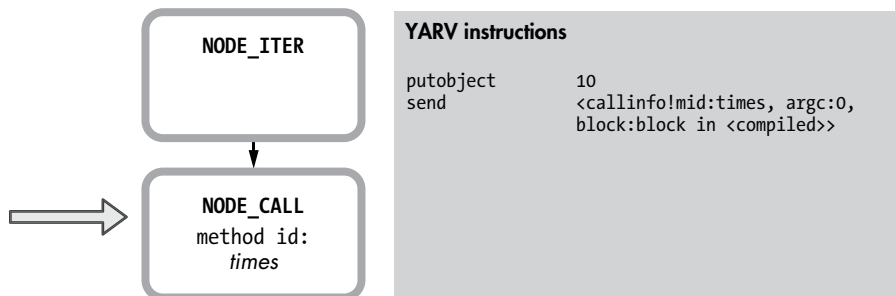 NODE_ITER
NODE_CALL
method id:
times
YARV instructions
putobject 10
send <callinfo!mid:times, argc:0,
block:block in <compiled>>